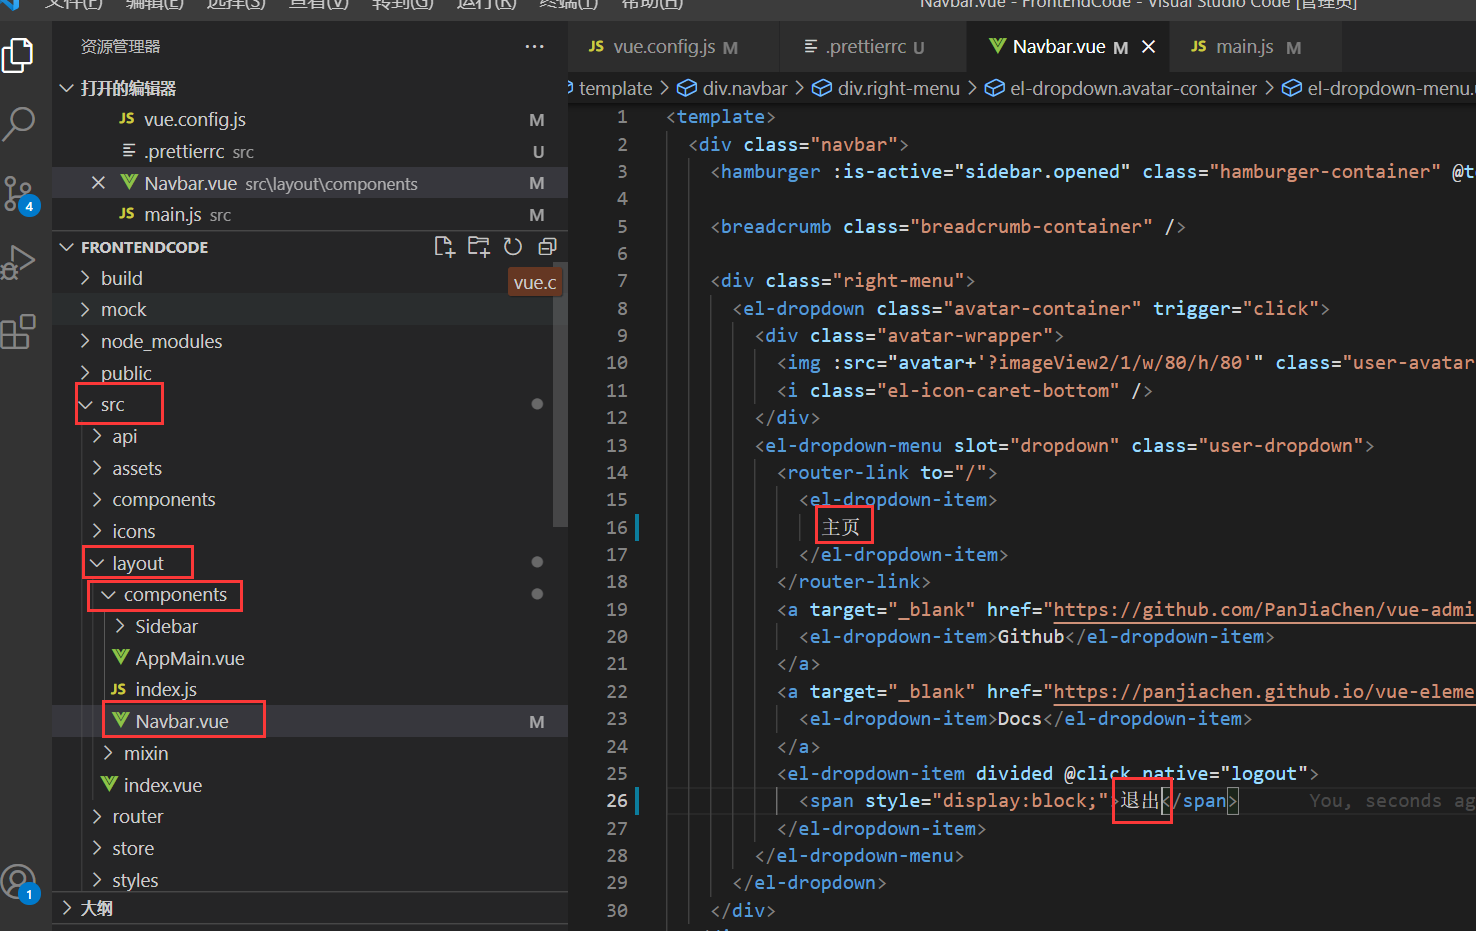 文件(F) 编辑(E) 选择(S) 查看(V) 转到(G) 运行(R) 终端(T) 帮助(H) Navbar.vue - FrontEndCode - Visual Studio Code [管理员]
资源管理器 ···
打开的编辑器
JS vue.config.js M
.prettierrc src U
Navbar.vue src\layout\components M
JS main.js src M
FRONTENDCODE
build
vue.c
mock
node_modules
public
src
api
assets
components
icons
layout
components
Sidebar
AppMain.vue
JS index.js
Navbar.vue M
mixin
index.vue
router
store
styles
大纲
4
1
JS vue.config.js M .prettierrc U Navbar.vue M JS main.js M
template > div.navbar > div.right-menu > el-dropdown.avatar-container > el-dropdown-menu.
1 <template>
2 <div class="navbar">
3 <hamburger :is-active="sidebar.opened" class="hamburger-container" @t
4
5 <breadcrumb class="breadcrumb-container" />
6
7 <div class="right-menu">
8 <el-dropdown class="avatar-container" trigger="click">
9 <div class="avatar-wrapper">
10 <img :src="avatar+'?imageView2/1/w/80/h/80'" class="user-avatar
11 <i class="el-icon-caret-bottom" />
12 </div>
13 <el-dropdown-menu slot="dropdown" class="user-dropdown">
14 <router-link to="/">
15 <el-dropdown-item>
16 主页
17 </el-dropdown-item>
18 </router-link>
19 <a target="_blank" href="https://github.com/PanJiaChen/vue-admi
20 <el-dropdown-item>Github</el-dropdown-item>
21 </a>
22 <a target="_blank" href="https://panjiachen.github.io/vue-eleme
23 <el-dropdown-item>Docs</el-dropdown-item>
24 </a>
25 <el-dropdown-item divided @click.native="logout">
26 <span style="display:block;">退出</span> You, seconds ag
27 </el-dropdown-item>
28 </el-dropdown-menu>
29 </el-dropdown>
30 </div>